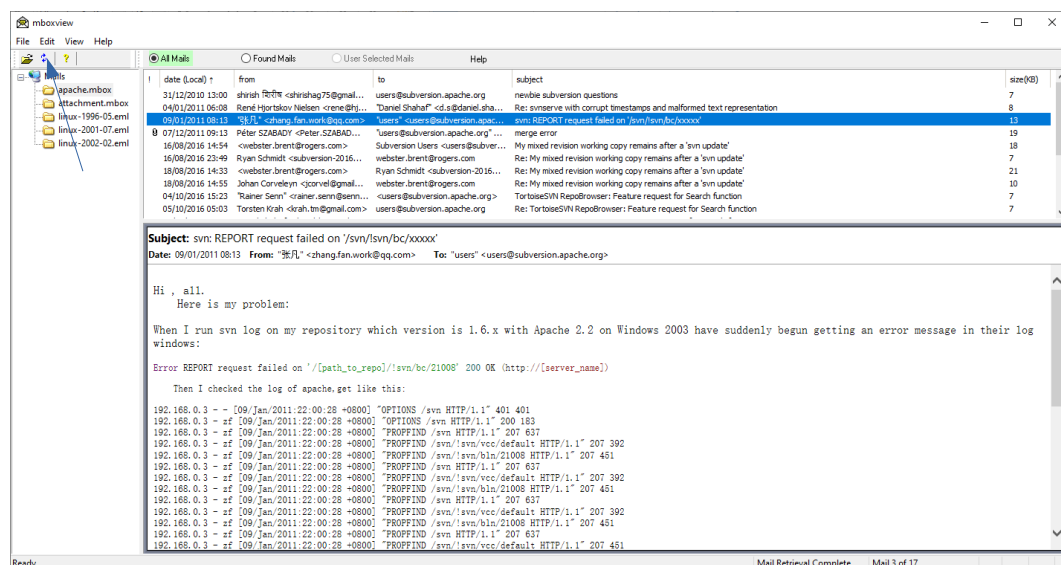 mboxview
File Edit View Help
All Mails Found Mails User Selected Mails Help
Mails
apache.mbox
attachment.mbox
linux-1996-05.eml
linux-2001-07.eml
linux-2002-02.eml
! date (Local) ↑ from to subject size(KB)
31/12/2010 13:00 shirish शिरीष <shirishag75@gmail... users@subversion.apache.org newbie subversion questions 7
04/01/2011 06:08 René Hjortskov Nielsen <rene@hj... "Daniel Shahaf" <d.s@daniel.sha... Re: svnserve with corrupt timestamps and malformed text representation 8
09/01/2011 08:13 "张凡" <zhang.fan.work@qq.com> "users" <users@subversion.apac... svn: REPORT request failed on '/svn/!svn/bc/xxxxx' 13
07/12/2011 09:13 Péter SZABADY <Peter.SZABAD... "users@subversion.apache.org" ... merge error 19
16/08/2016 14:54 <webster.brent@rogers.com> Subversion Users <users@subver... My mixed revision working copy remains after a 'svn update' 18
16/08/2016 23:49 Ryan Schmidt <subversion-2016... webster.brent@rogers.com Re: My mixed revision working copy remains after a 'svn update' 7
18/08/2016 14:33 <webster.brent@rogers.com> Ryan Schmidt <subversion-2016... Re: My mixed revision working copy remains after a 'svn update' 21
18/08/2016 14:55 Johan Corveleyn <jcorvel@gmail... webster.brent@rogers.com Re: My mixed revision working copy remains after a 'svn update' 10
04/10/2016 15:23 "Rainer Senn" <rainer.senn@senn... <users@subversion.apache.org> TortoiseSVN RepoBrowser: Feature request for Search function 7
05/10/2016 05:03 Torsten Krah <krah.tm@gmail.com> users@subversion.apache.org Re: TortoiseSVN RepoBrowser: Feature request for Search function 7
Subject: svn: REPORT request failed on '/svn/!svn/bc/xxxxx'
Date: 09/01/2011 08:13 From: "张凡" <zhang.fan.work@qq.com> To: "users" <users@subversion.apache.org>
Hi , all.
Here is my problem:
When I run svn log on my repository which version is 1.6.x with Apache 2.2 on Windows 2003 have suddenly begun getting an error message in their log
windows:
Error REPORT request failed on '/[path_to_repo]/!svn/bc/21008' 200 OK (http://[server_name])
Then I checked the log of apache,get like this:
192.168.0.3 - - [09/Jan/2011:22:00:28 +0800] "OPTIONS /svn HTTP/1.1" 401 401
192.168.0.3 - zf [09/Jan/2011:22:00:28 +0800] "OPTIONS /svn HTTP/1.1" 200 183
192.168.0.3 - zf [09/Jan/2011:22:00:28 +0800] "PROPFIND /svn HTTP/1.1" 207 637
192.168.0.3 - zf [09/Jan/2011:22:00:28 +0800] "PROPFIND /svn/!svn/vcc/default HTTP/1.1" 207 392
192.168.0.3 - zf [09/Jan/2011:22:00:28 +0800] "PROPFIND /svn/!svn/bln/21008 HTTP/1.1" 207 451
192.168.0.3 - zf [09/Jan/2011:22:00:28 +0800] "PROPFIND /svn HTTP/1.1" 207 637
192.168.0.3 - zf [09/Jan/2011:22:00:28 +0800] "PROPFIND /svn/!svn/vcc/default HTTP/1.1" 207 392
192.168.0.3 - zf [09/Jan/2011:22:00:28 +0800] "PROPFIND /svn/!svn/bln/21008 HTTP/1.1" 207 451
192.168.0.3 - zf [09/Jan/2011:22:00:28 +0800] "PROPFIND /svn HTTP/1.1" 207 637
192.168.0.3 - zf [09/Jan/2011:22:00:28 +0800] "PROPFIND /svn/!svn/vcc/default HTTP/1.1" 207 392
192.168.0.3 - zf [09/Jan/2011:22:00:28 +0800] "PROPFIND /svn/!svn/bln/21008 HTTP/1.1" 207 451
192.168.0.3 - zf [09/Jan/2011:22:00:28 +0800] "PROPFIND /svn HTTP/1.1" 207 637
192.168.0.3 - zf [09/Jan/2011:22:00:28 +0800] "PROPFIND /svn/!svn/vcc/default HTTP/1.1" 207 451
Ready Mail Retrieval Complete Mail 3 of 17